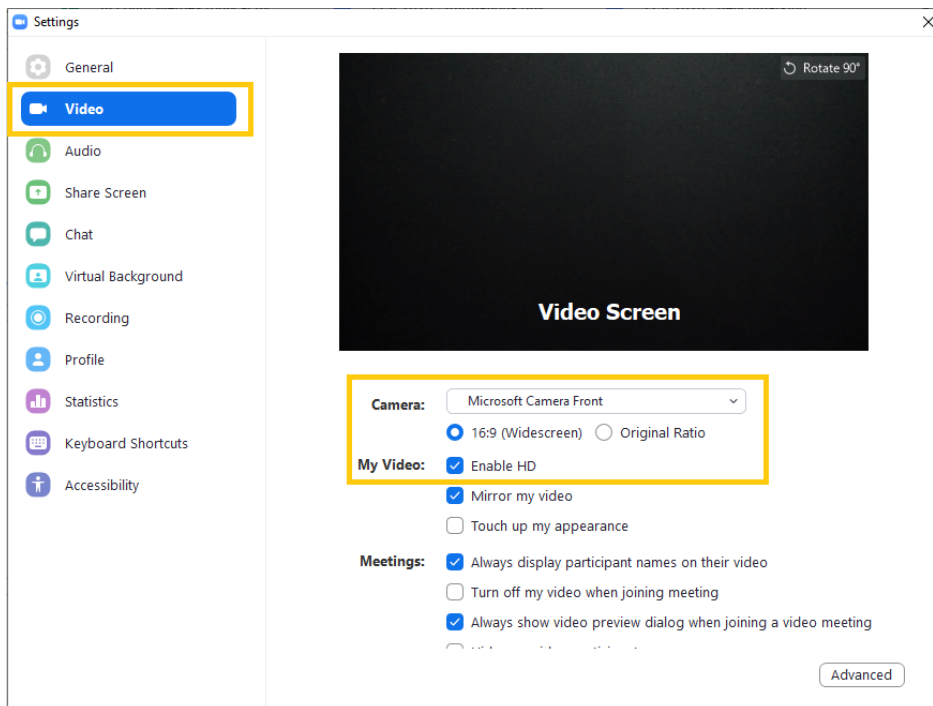 Settings
General
Video
Audio
Share Screen
Chat
Virtual Background
Recording
Profile
Statistics
Keyboard Shortcuts
Accessibility
Rotate 90°
Video Screen
Camera: Microsoft Camera Front
16:9 (Widescreen) Original Ratio
My Video: Enable HD
Mirror my video
Touch up my appearance
Meetings: Always display participant names on their video
Turn off my video when joining meeting
Always show video preview dialog when joining a video meeting
Advanced